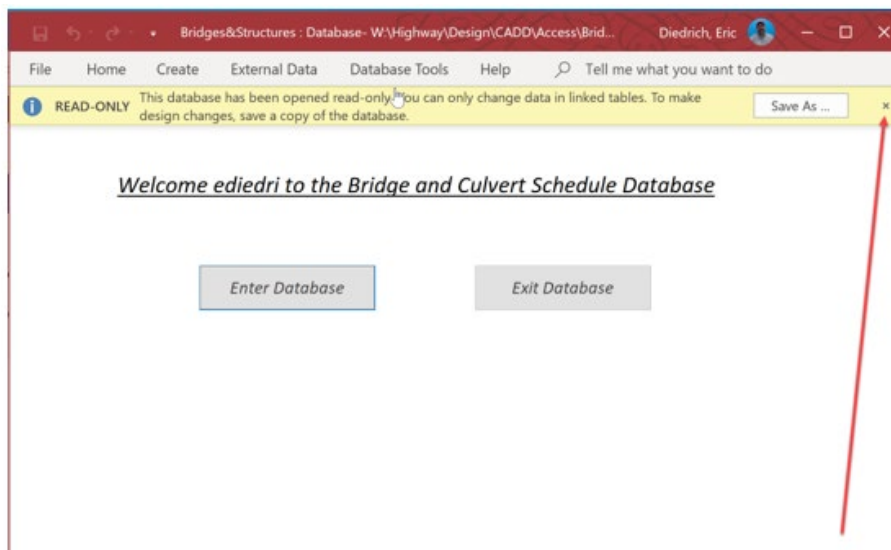 Bridges&Structures : Database- W:\Highway\Design\CADD\Access\Brid... Diedrich, Eric
File Home Create External Data Database Tools Help Tell me what you want to do
READ-ONLY This database has been opened read-only. You can only change data in linked tables. To make Save As ...
design changes, save a copy of the database.
Welcome ediedri to the Bridge and Culvert Schedule Database
Enter Database Exit Database